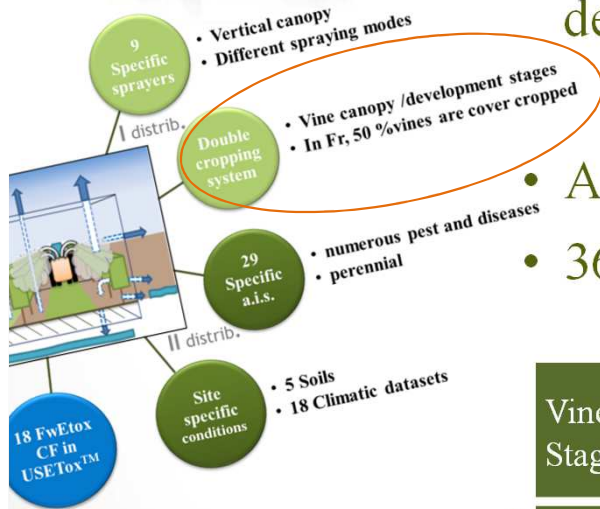 9
Specific
sprayers
• Vertical canopy
• Different spraying modes
I distrib.
Double
cropping
system
• Vine canopy /development stages
• In Fr, 50 %vines are cover cropped
29
Specific
a.i.s.
• numerous pest and diseases
• perennial
II distrib.
Site
specific
conditions
• 5 Soils
• 18 Climatic datasets
18 FwEtox
CF in
USETox™
de
• A
• 36
Vine
Stag